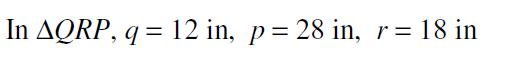 In ΔQRP, q = 12 in, p = 28 in, r = 18 in